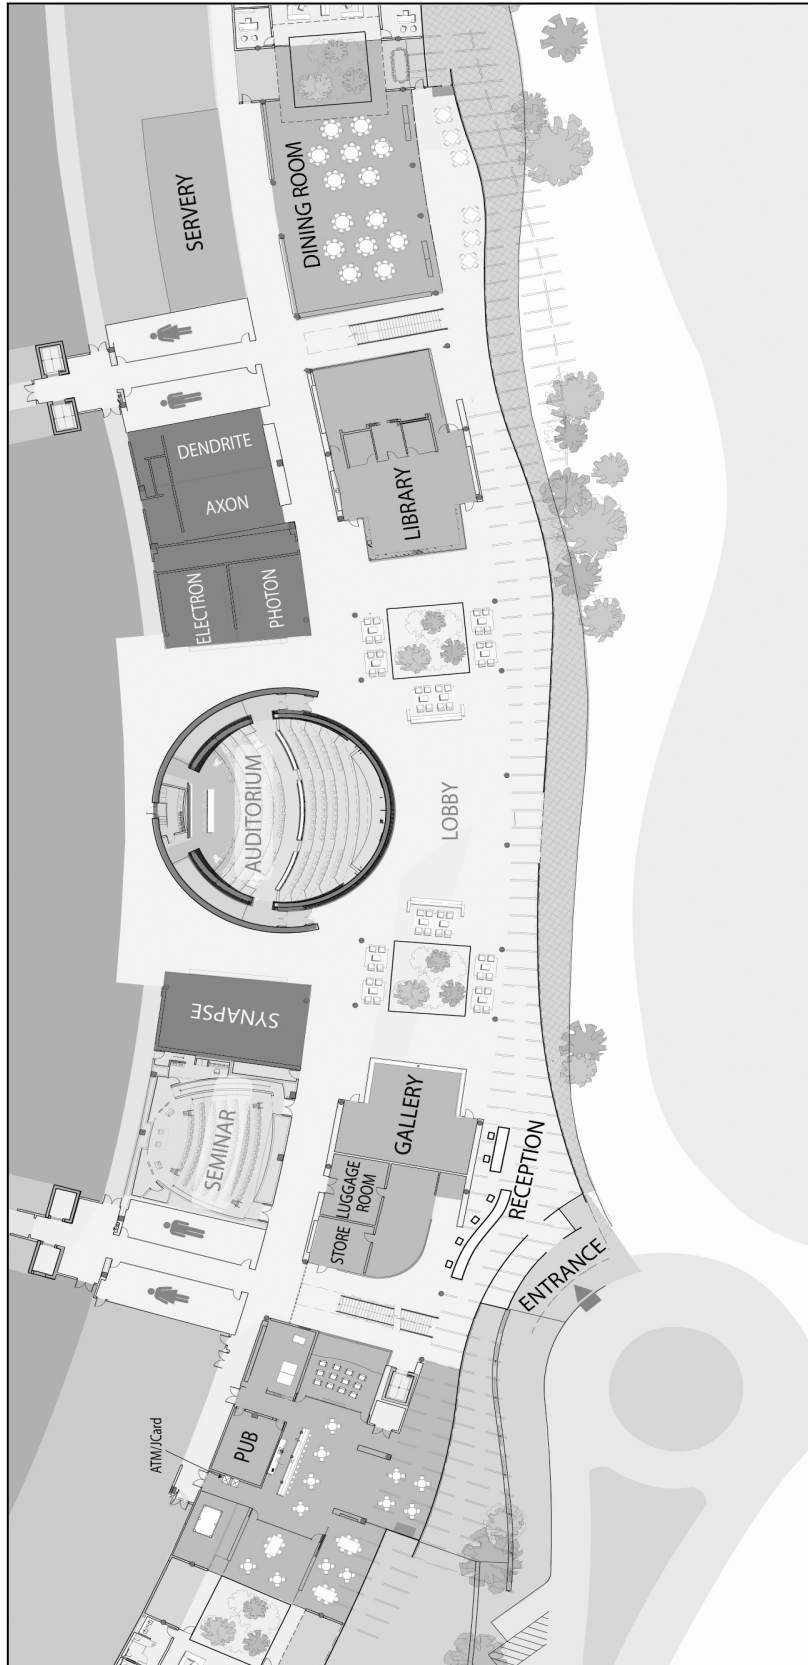 SERVERY
DINING ROOM
DENDRITE
AXON
LIBRARY
ELECTRON
PHOTON
AUDITORIUM
LOBBY
SYNAPSE
SEMINAR
GALLERY
LUGGAGE
ROOM
STORE
RECEPTION
ENTRANCE
PUB
ATM/JCard